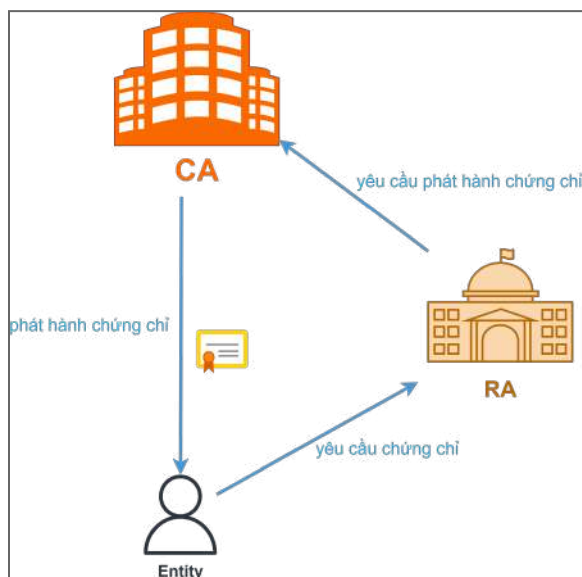 CA
yêu cầu phát hành chứng chỉ
phát hành chứng chỉ
RA
yêu cầu chứng chỉ
Entity